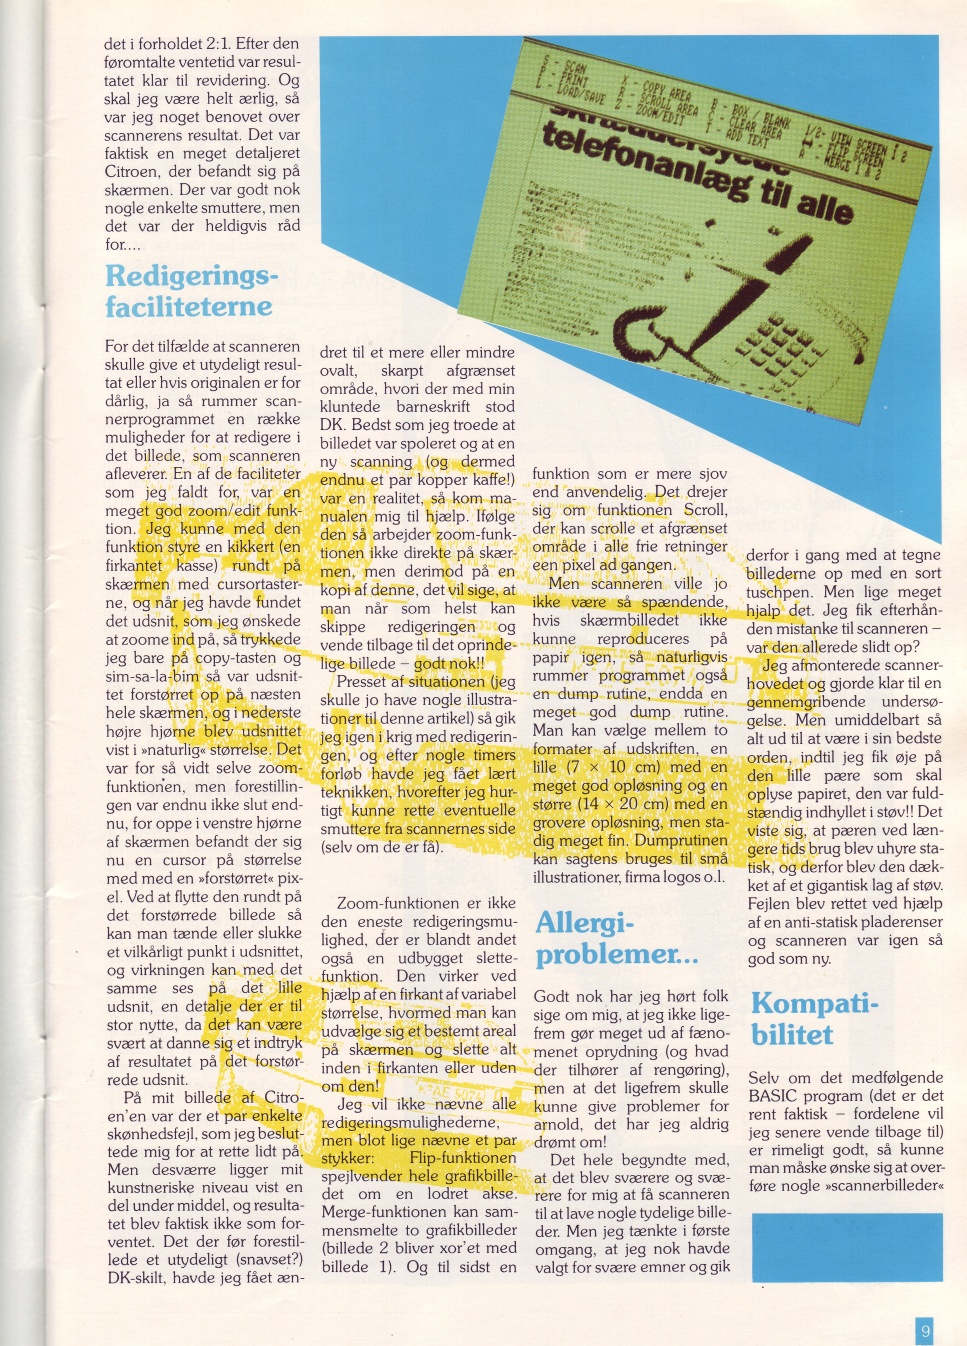 det i forholdet 2:1. Efter den
føromtalte ventetid var resul-
tatet klar til revidering. Og
skal jeg være helt ærlig, så
var jeg noget benovet over
scannerens resultat. Det var
faktisk en meget detaljeret
Citroen, der befandt sig på
skærmen. Der var godt nok
nogle enkelte smuttere, men
det var der heldigvis råd
for....
Redigerings-
faciliteterne
For det tilfælde at scanneren
skulle give et utydeligt resul-
tat eller hvis originalen er for
dårlig, ja så rummer scan-
nerprogrammet en række
muligheder for at redigere i
det billede, som scanneren
afleverer. En af de faciliteter
som jeg faldt for, var en
meget god zoom/edit funk-
tion. Jeg kunne med den
funktion styre en kikkert (en
firkantet kasse) rundt på
skærmen med cursortaster-
ne, og når jeg havde fundet
det udsnit, som jeg ønskede
at zoome ind på, så trykkede
jeg bare på copy-tasten og
sim-sa-la-bim så var udsnit-
tet forstørret op på næsten
hele skærmen, og i nederste
højre hjørne blev udsnittet
vist i »naturlig« størrelse. Det
var for så vidt selve zoom-
funktionen, men forestillin-
gen var endnu ikke slut end-
nu, for oppe i venstre hjørne
af skærmen befandt der sig
nu en cursor på størrelse
med med en »forstørret« pix-
el. Ved at flytte den rundt på
det forstørrede billede så
kan man tænde eller slukke
et vilkårligt punkt i udsnittet,
og virkningen kan med det
samme ses på det lille
udsnit, en detalje der er til
stor nytte, da det kan være
svært at danne sig et indtryk
af resultatet på det forstør-
rede udsnit.
På mit billede af Citro-
en'en var der et par enkelte
skønhedsfejl, som jeg beslut-
tede mig for at rette lidt på.
Men desværre ligger mit
kunstneriske niveau vist en
del under middel, og resulta-
tet blev faktisk ikke som for-
ventet. Det der før forestil-
lede et utydeligt (snavset?)
DK-skilt, havde jeg fået æn-
dret til et mere eller mindre
ovalt, skarpt afgrænset
område, hvori der med min
kluntede barneskrift stod
DK. Bedst som jeg troede at
billedet var spoleret og at en
ny scanning (og dermed
endnu et par kopper kaffe!)
var en realitet, så kom ma-
nualen mig til hjælp. Ifølge
den så arbejder zoom-funk-
tionen ikke direkte på skær-
men, men derimod på en
kopi af denne, det vil sige, at
man når som helst kan
skippe redigeringen og
vende tilbage til det oprinde-
lige billede – godt nok!!
Presset af situationen (jeg
skulle jo have nogle illustra-
tioner til denne artikel) så gik
jeg igen i krig med redigerin-
gen, og efter nogle timers
forløb havde jeg fået lært
teknikken, hvorefter jeg hur-
tigt kunne rette eventuelle
smuttere fra scannernes side
(selv om de er få).
Zoom-funktionen er ikke
den eneste redigeringsmu-
lighed, der er blandt andet
også en udbygget slette-
funktion. Den virker ved
hjælp af en firkant af variabel
størrelse, hvormed man kan
udvælge sig et bestemt areal
på skærmen og slette alt
inden i firkanten eller uden
om den!
Jeg vil ikke nævne alle
redigeringsmulighederne,
men blot lige nævne et par
stykker: Flip-funktionen
spejlvender hele grafikbille-
det om en lodret akse.
Merge-funktionen kan sam-
mensmelte to grafikbilleder
(billede 2 bliver xor'et med
billede 1). Og til sidst en
S - SCAN
P - PRINT
L - LOAD/SAVE
X - COPY AREA
R - SCROLL AREA
Z - ZOOM/EDIT
B - BOX / BLANK
C - CLEAR AREA
I - ADD TEXT
1/2- VIEW SCREEN 1 2
- FLIP SCREEN
A - MERGE 1 & 2
telefonanlæg til alle
funktion som er mere sjov
end anvendelig. Det drejer
sig om funktionen Scroll,
der kan scrolle et afgrænset
område i alle frie retninger
een pixel ad gangen.
Men scanneren ville jo
ikke være så spændende,
hvis skærmbilledet ikke
kunne reproduceres på
papir igen, så naturligvis
rummer programmet også
en dump rutine, endda en
meget god dump rutine.
Man kan vælge mellem to
formater af udskriften, en
lille (7 × 10 cm) med en
meget god opløsning og en
større (14 × 20 cm) med en
grovere opløsning, men sta-
dig meget fin. Dumprutinen
kan sagtens bruges til små
illustrationer, firma logos o.l.
Allergi-
problemer...
Godt nok har jeg hørt folk
sige om mig, at jeg ikke lige-
frem gør meget ud af fæno-
menet oprydning (og hvad
der tilhører af rengøring),
men at det ligefrem skulle
kunne give problemer for
arnold, det har jeg aldrig
drømt om!
Det hele begyndte med,
at det blev sværere og svæ-
rere for mig at få scanneren
til at lave nogle tydelige bille-
der. Men jeg tænkte i første
omgang, at jeg nok havde
valgt for svære emner og gik
derfor i gang med at tegne
billederne op med en sort
tuschpen. Men lige meget
hjalp det. Jeg fik efterhån-
den mistanke til scanneren –
var den allerede slidt op?
Jeg afmonterede scanner-
hovedet og gjorde klar til en
gennemgribende undersø-
gelse. Men umiddelbart så
alt ud til at være i sin bedste
orden, indtil jeg fik øje på
den lille pære som skal
oplyse papiret, den var fuld-
stændig indhyllet i støv!! Det
viste sig, at pæren ved læn-
gere tids brug blev uhyre sta-
tisk, og derfor blev den dæk-
ket af et gigantisk lag af støv.
Fejlen blev rettet ved hjælp
af en anti-statisk pladerenser
og scanneren var igen så
god som ny.
Kompati-
bilitet
Selv om det medfølgende
BASIC program (det er det
rent faktisk – fordelene vil
jeg senere vende tilbage til)
er rimeligt godt, så kunne
man måske ønske sig at over-
føre nogle »scannerbilleder«
9